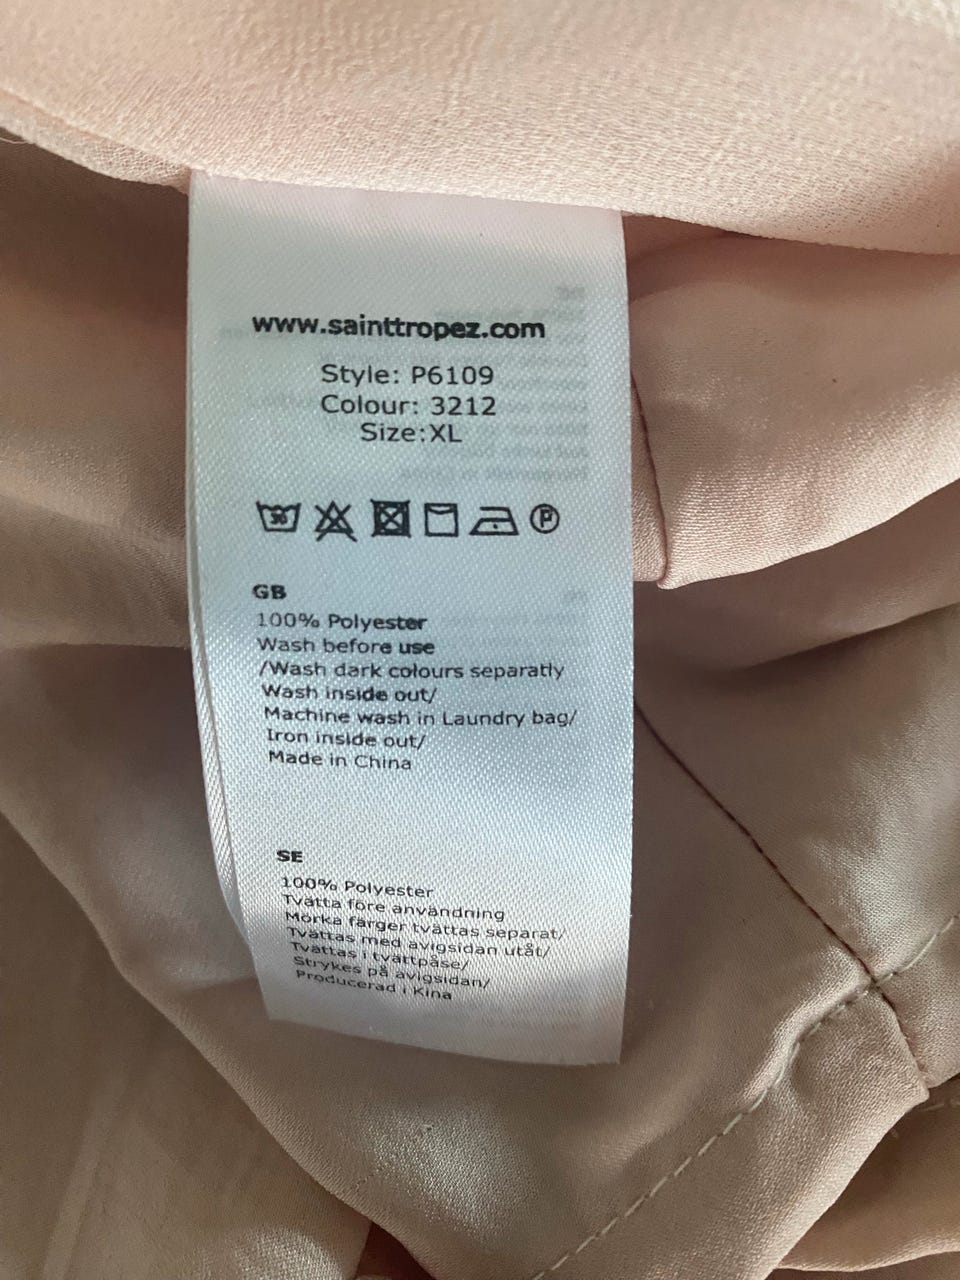 www.sainttropez.com
Style: P6109
Colour: 3212
Size:XL
30 P
GB
100% Polyester
Wash before use
/Wash dark colours separatly
Wash inside out/
Machine wash in Laundry bag/
Iron inside out/
Made in China
SE
100% Polyester
Tvätta före användning
Mörka färger tvättas separat/
Tvättas med avigsidan utåt/
Tvättas i tvättpåse/
Strykes på avigsidan/
Producerad i Kina